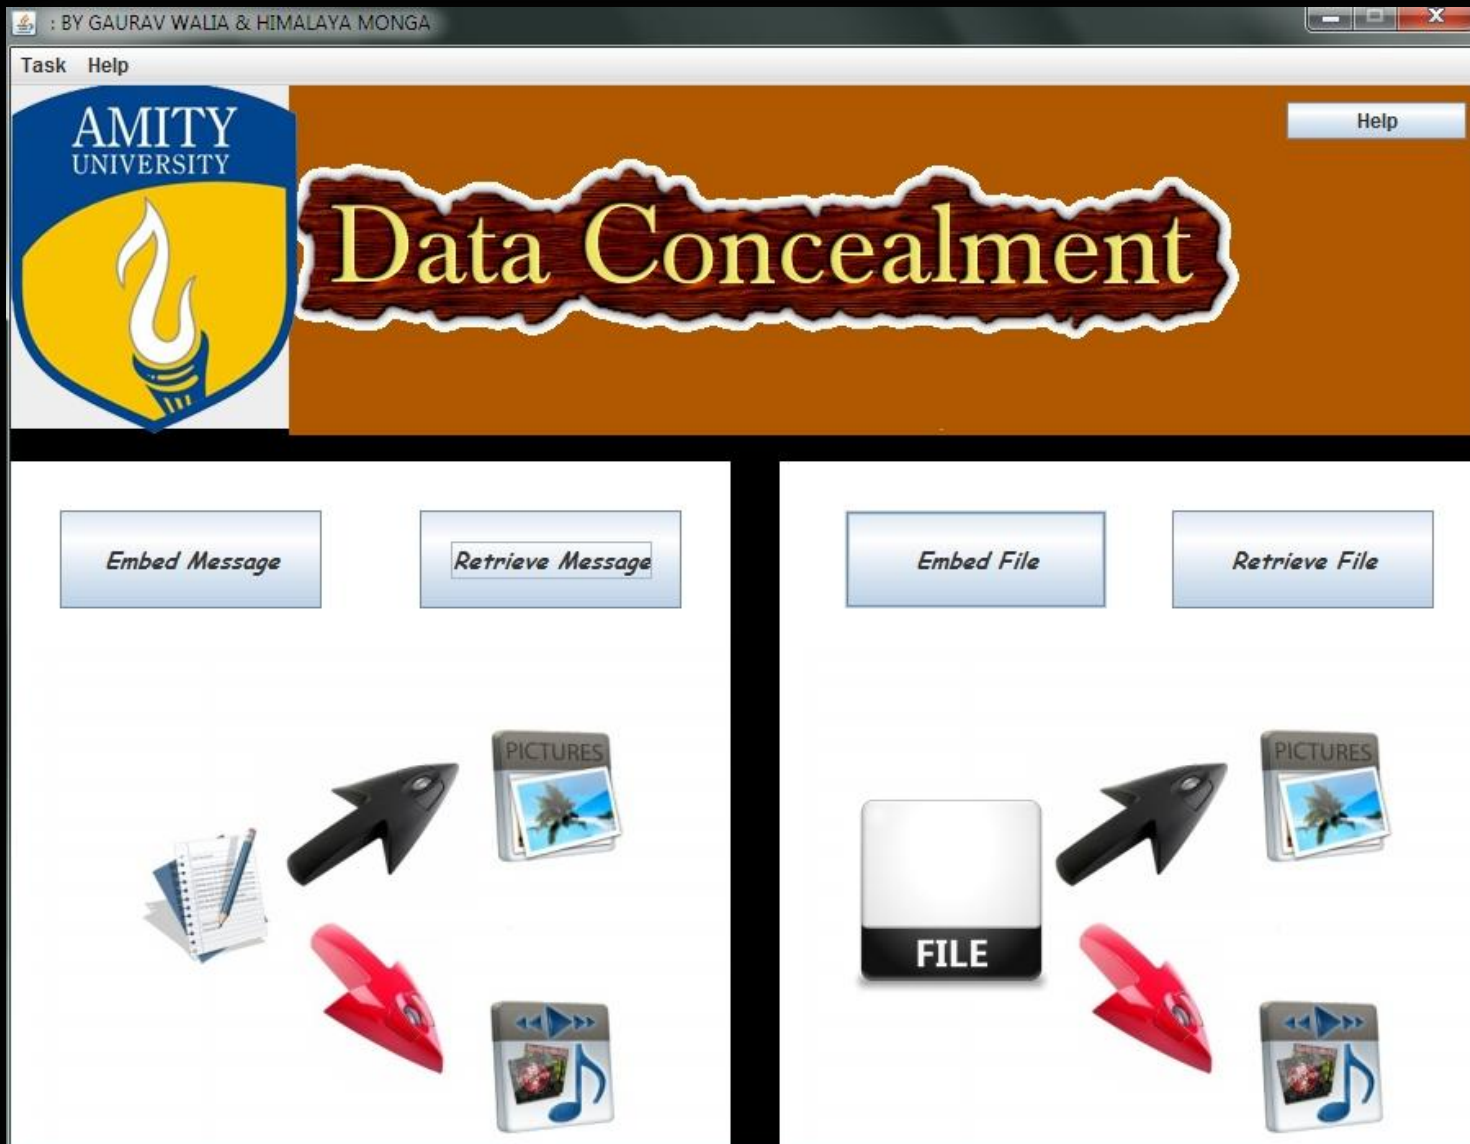 : BY GAURAV WALIA & HIMALAYA MONGA
Task Help
AMITY
UNIVERSITY
Help
Data Concealment
Embed Message
Retrieve Message
Embed File
Retrieve File
PICTURES
PICTURES
FILE